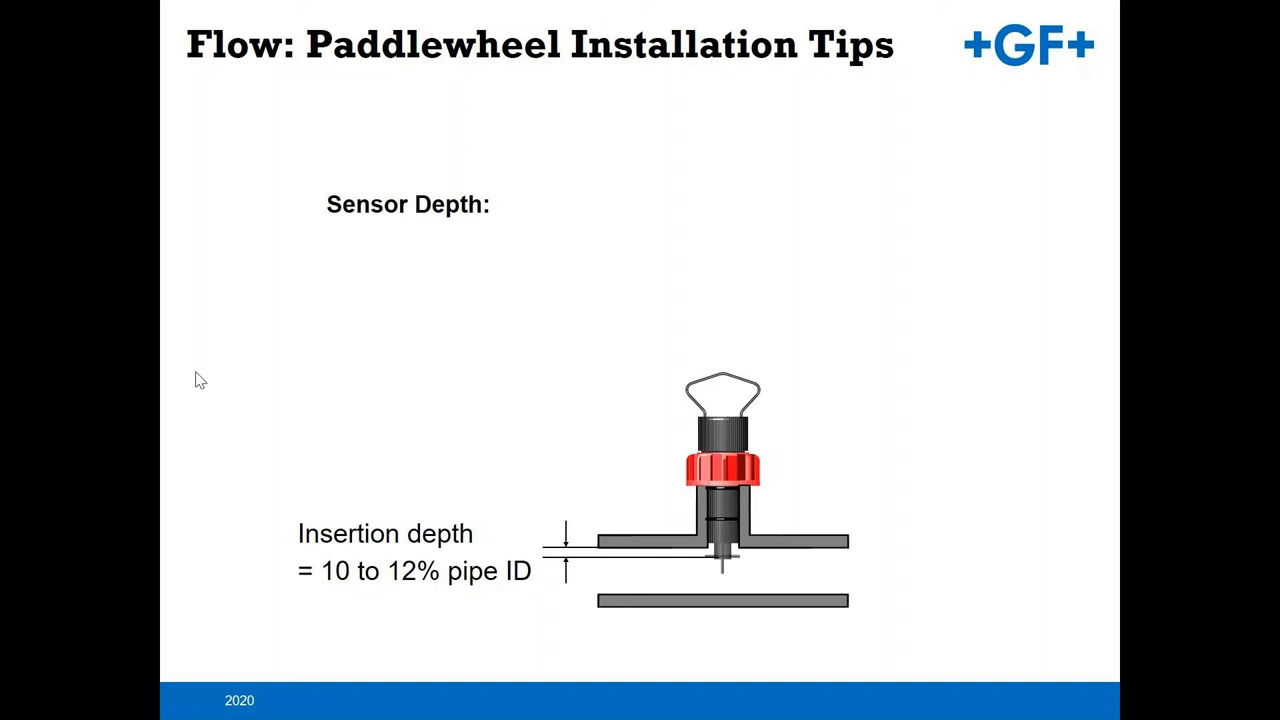 Flow: Paddlewheel Installation Tips
+GF+
Sensor Depth:
Insertion depth
= 10 to 12% pipe ID
2020